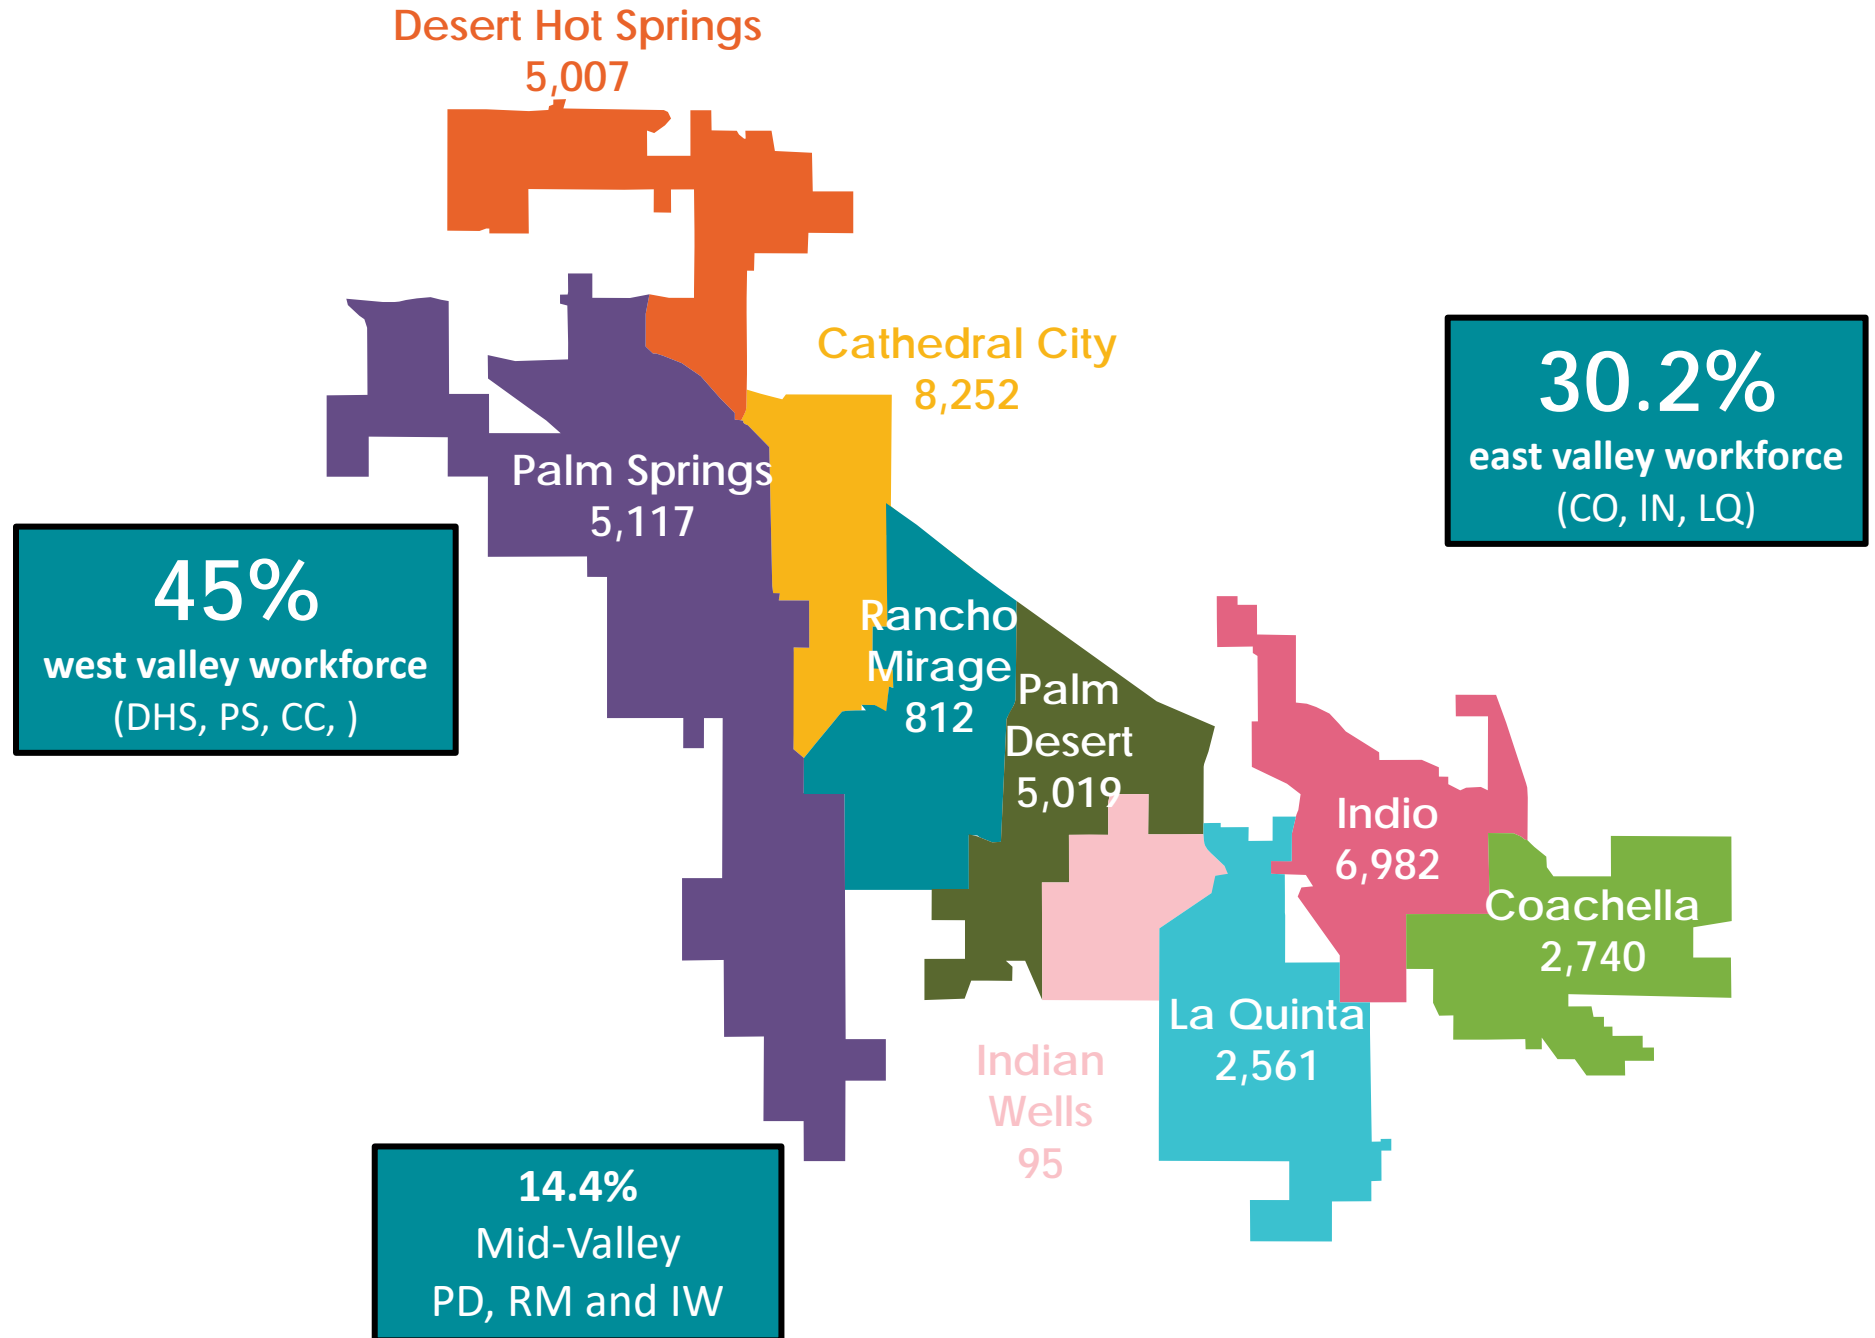 Desert Hot Springs
5,007
Cathedral City
8,252
30.2%
east valley workforce
(CO, IN, LQ)
Palm Springs
5,117
45%
west valley workforce
(DHS, PS, CC, )
Rancho
Mirage
812
Palm
Desert
5,019
Indio
6,982
Coachella
2,740
La Quinta
2,561
Indian
Wells
95
14.4%
Mid-Valley
PD, RM and IW